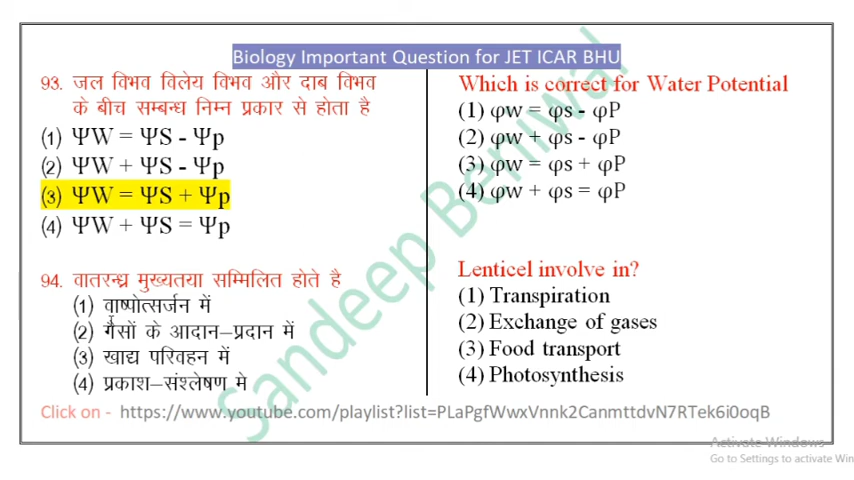 Biology Important Question for JET ICAR BHU
93. जल विभव विलेय विभव और दाब विभव
के बीच सम्बन्ध निम्न प्रकार से होता है
(1) ΨW = ΨS - Ψp
(2) ΨW + ΨS - Ψp
(3) ΨW = ΨS + Ψp
(4) ΨW + ΨS = Ψp
94. वातरन्ध्र मुख्यतया सम्मिलित होते है
(1) वाष्पोत्सर्जन में
(2) गैसों के आदान–प्रदान में
(3) खाद्य परिवहन में
(4) प्रकाश–संश्लेषण मे
Which is correct for Water Potential
(1) φw = φs - φP
(2) φw + φs - φP
(3) φw = φs + φP
(4) φw + φs = φP
Lenticel involve in?
(1) Transpiration
(2) Exchange of gases
(3) Food transport
(4) Photosynthesis
Click on - https://www.youtube.com/playlist?list=PLaPgfWwxVnnk2CanmttdvN7RTek6i0oqB
Sandeep Beniwal
Activate Windows
Go to Settings to activate Win